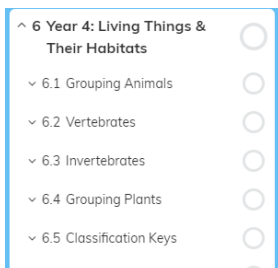 6 Year 4: Living Things &
Their Habitats
6.1 Grouping Animals
6.2 Vertebrates
6.3 Invertebrates
6.4 Grouping Plants
6.5 Classification Keys